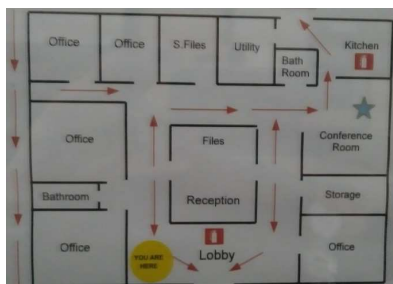 Office
Office
S.Files
Utility
Kitchen
Bath
Room
Office
Files
Conference
Room
Bathroom
Reception
Storage
Office
YOU ARE
HERE
Lobby
Office